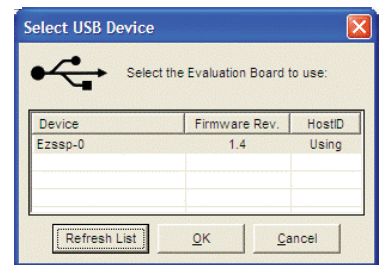 Select USB Device
Select the Evaluation Board to use:
Device Firmware Rev. HostID
Ezssp-0 1.4 Using
Refresh List OK Cancel